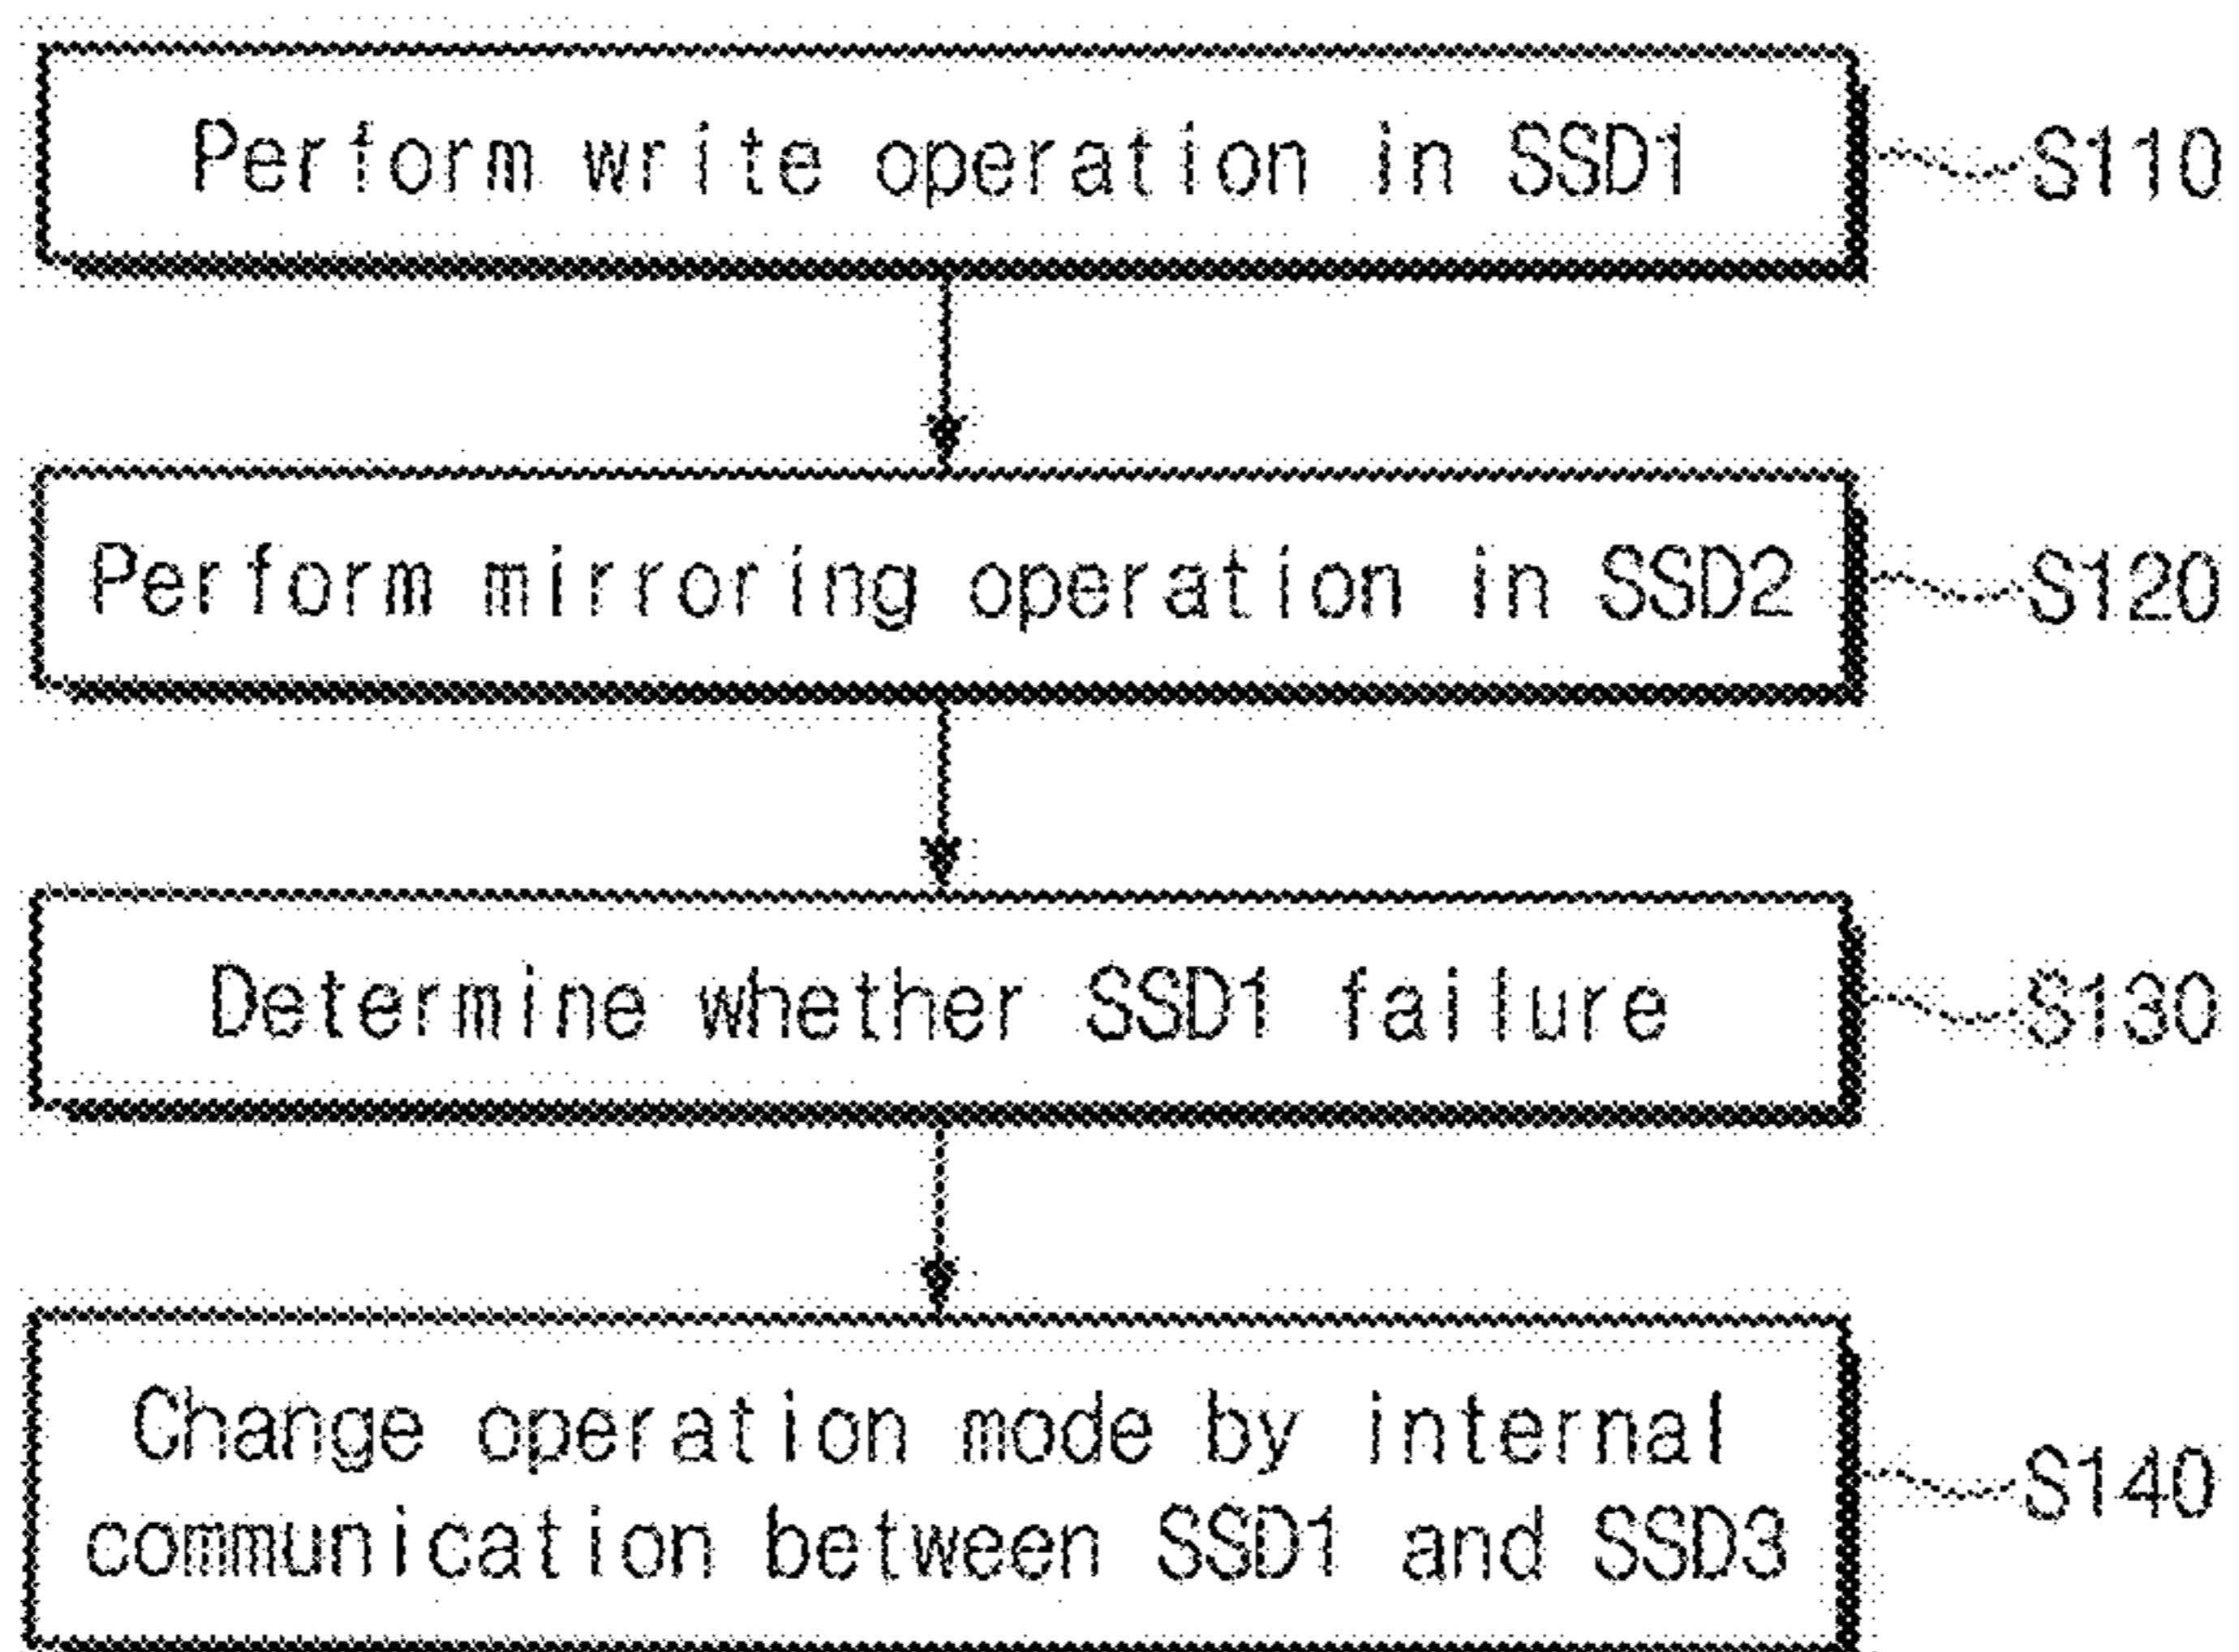 Perform write operation in SSD1
S110
Perform mirroring operation in SSD2
S120
Determine whether SSD1 failure
S130
Change operation mode by internal
communication between SSD1 and SSD3
S140